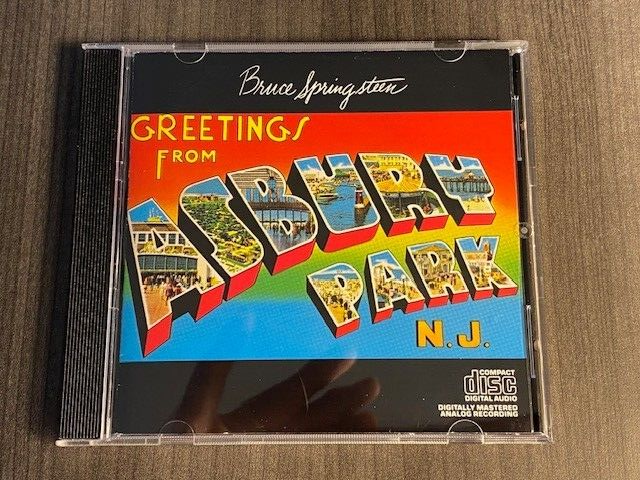 Bruce Springsteen
GREETINGS
FROM
ASBURY
PARK
N.J.
COMPACT
disc
DIGITAL AUDIO
DIGITALLY MASTERED
ANALOG RECORDING